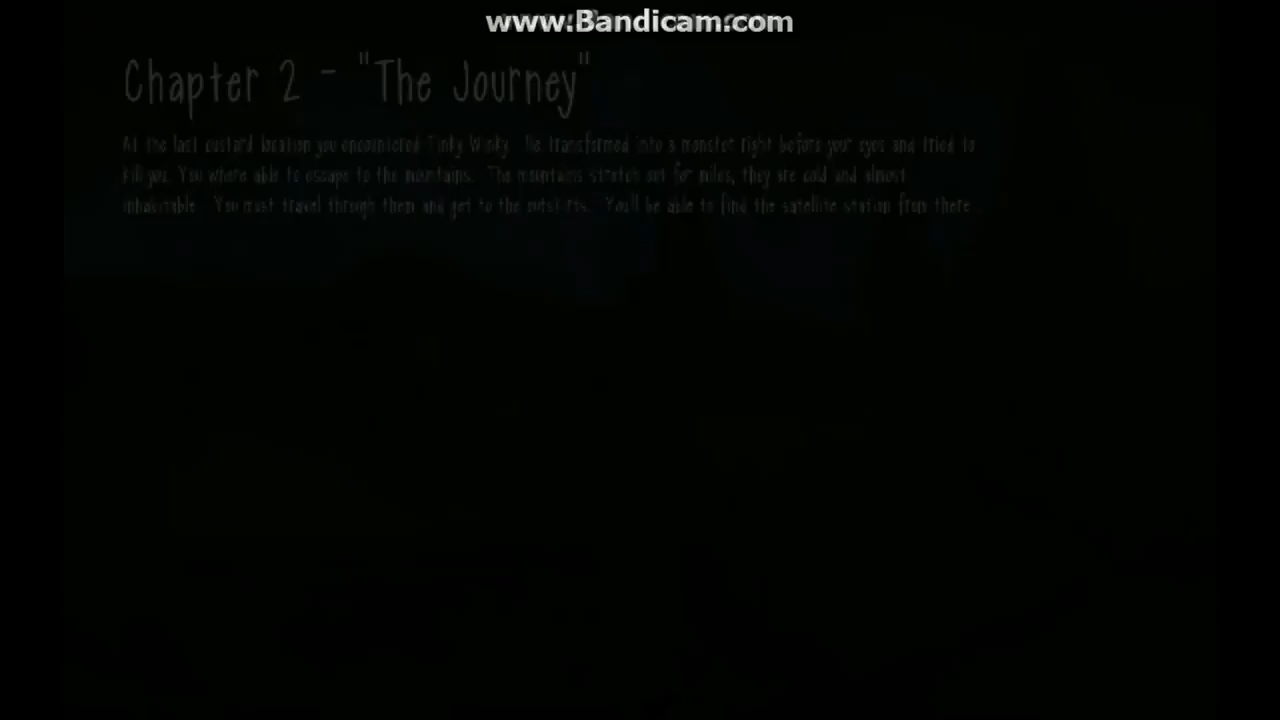 www.Bandicam.com
Chapter 2 - "The Journey"
At the last custard location you encountered Tinky Winky. He transformed into a monster right before your eyes and tried to
kill you. You where able to escape to the mountains. The mountains stretch out for miles, they are cold and almost
inhabitable. You must travel through them and get to the outskirts. You'll be able to find the satellite station from there.